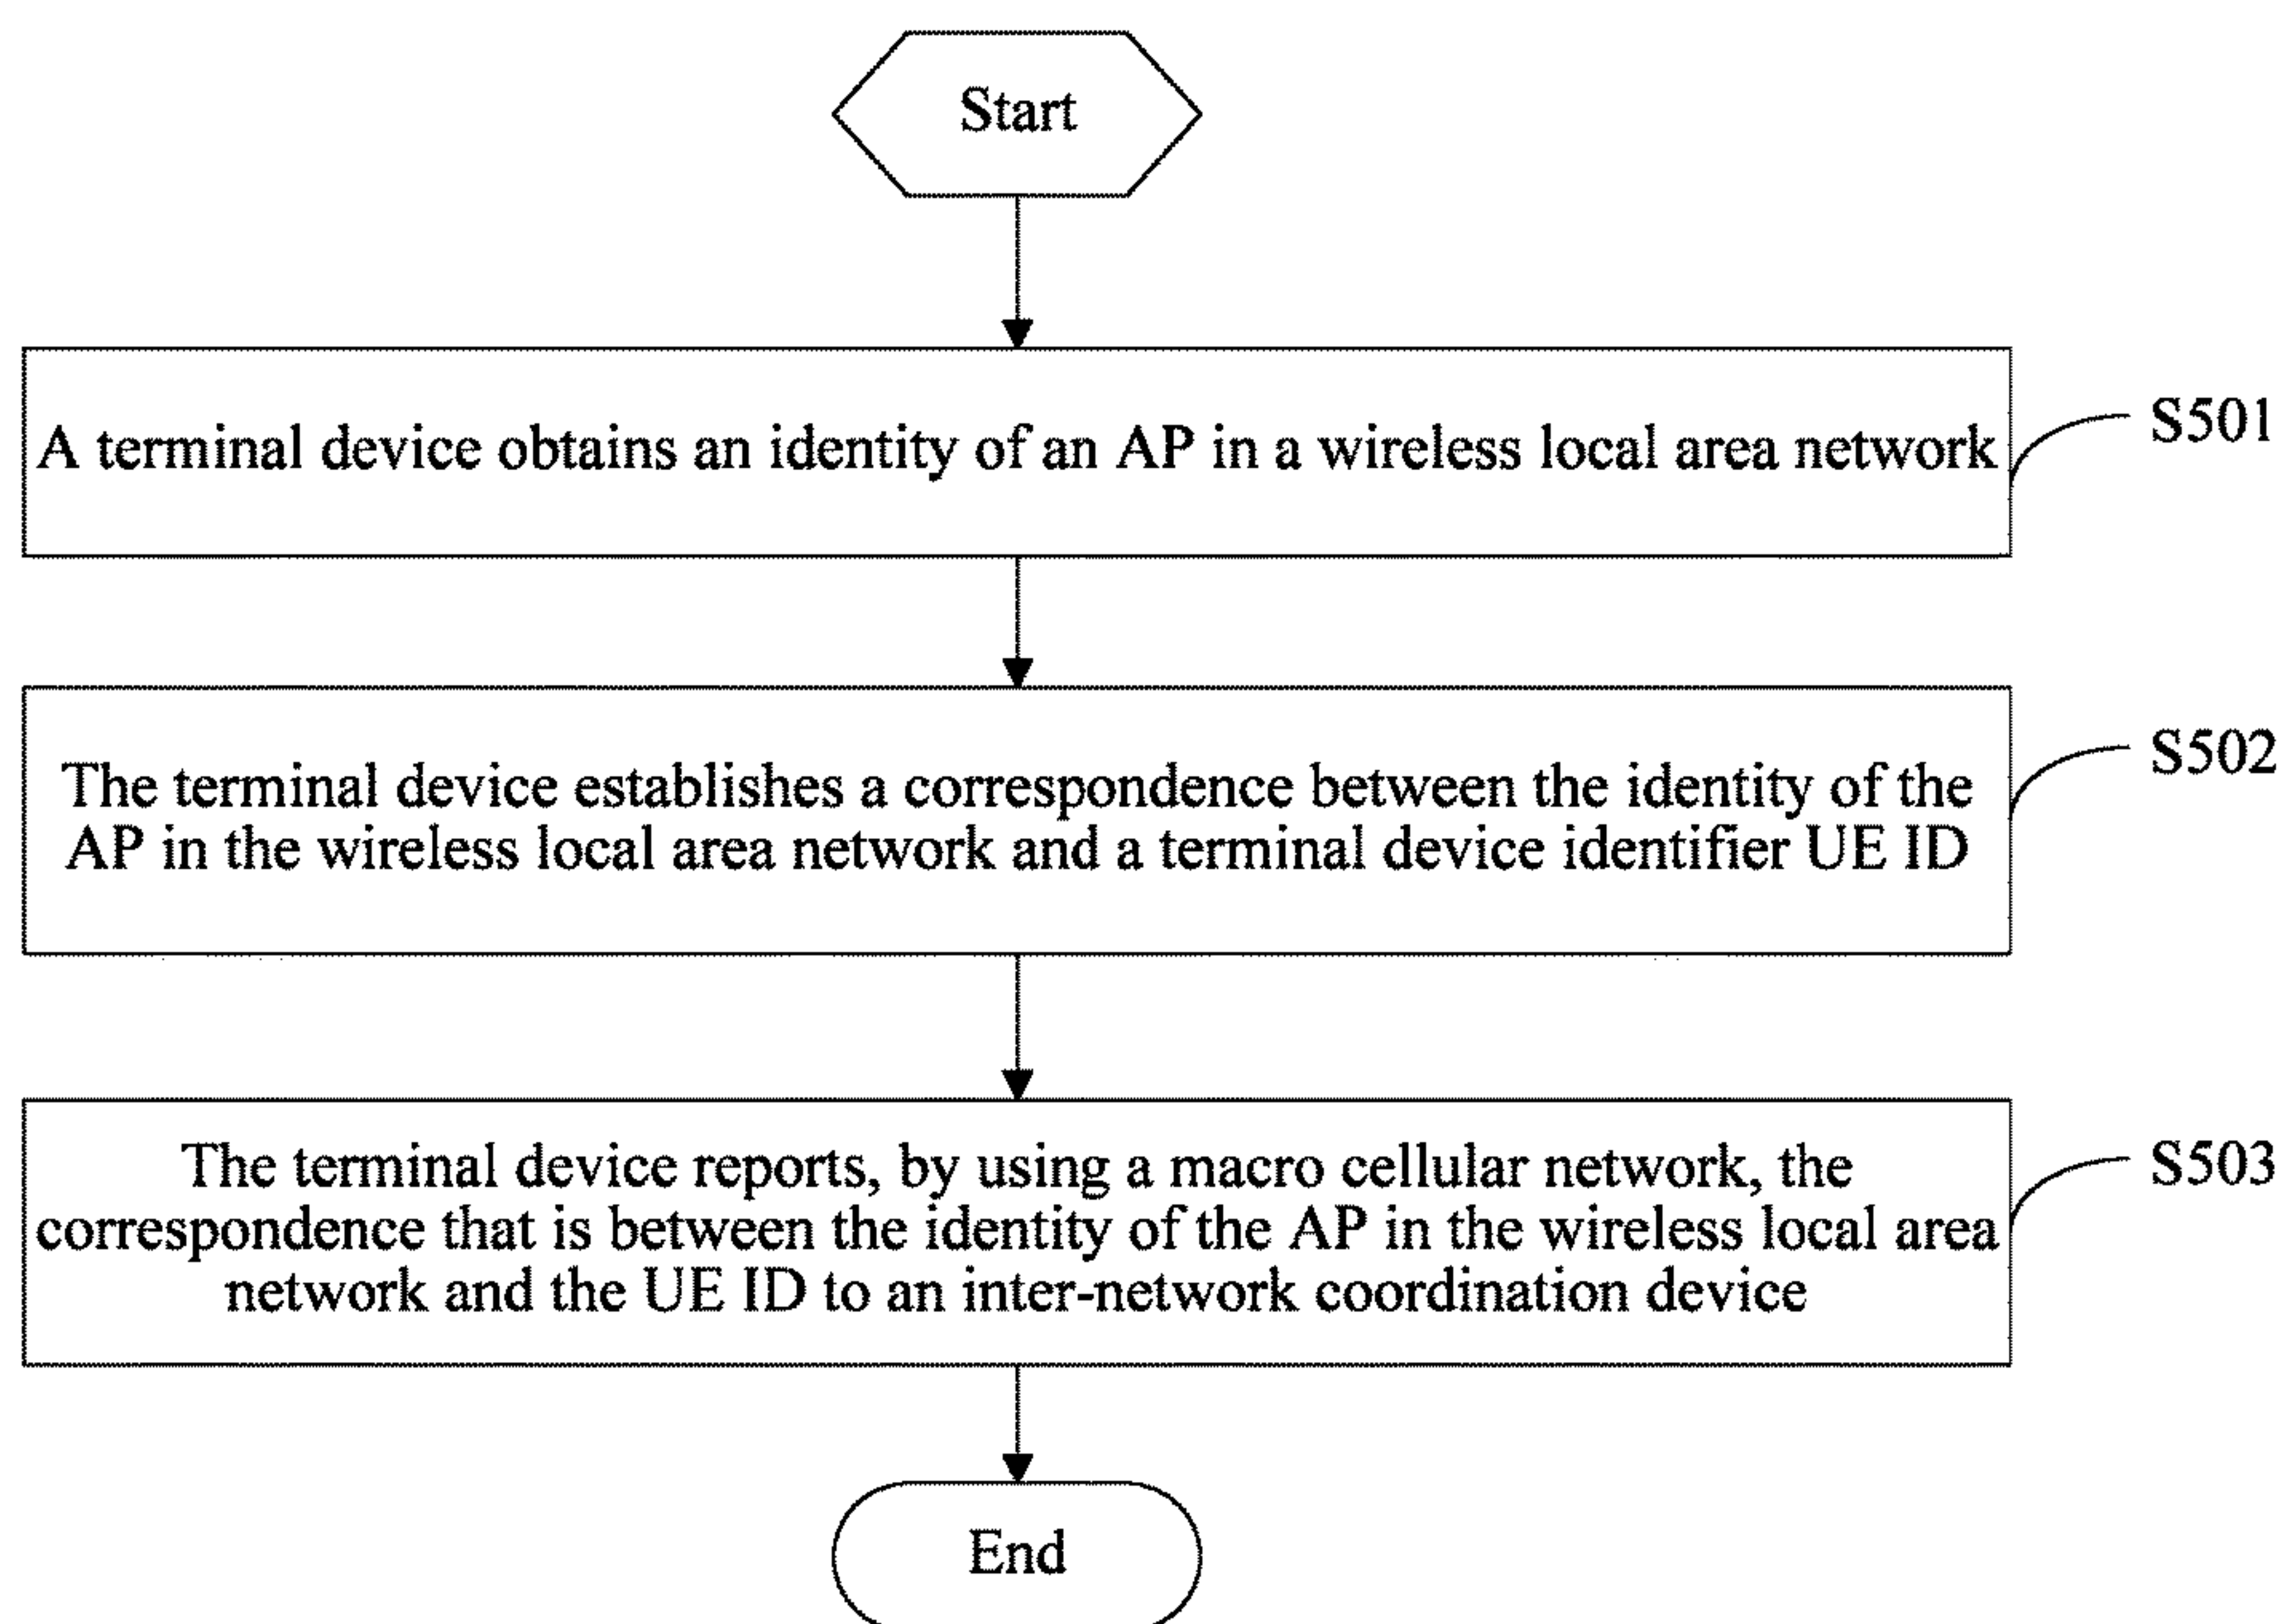 Start
A terminal device obtains an identity of an AP in a wireless local area network
S501
The terminal device establishes a correspondence between the identity of the
AP in the wireless local area network and a terminal device identifier UE ID
S502
The terminal device reports, by using a macro cellular network, the
correspondence that is between the identity of the AP in the wireless local area
network and the UE ID to an inter-network coordination device
S503
End